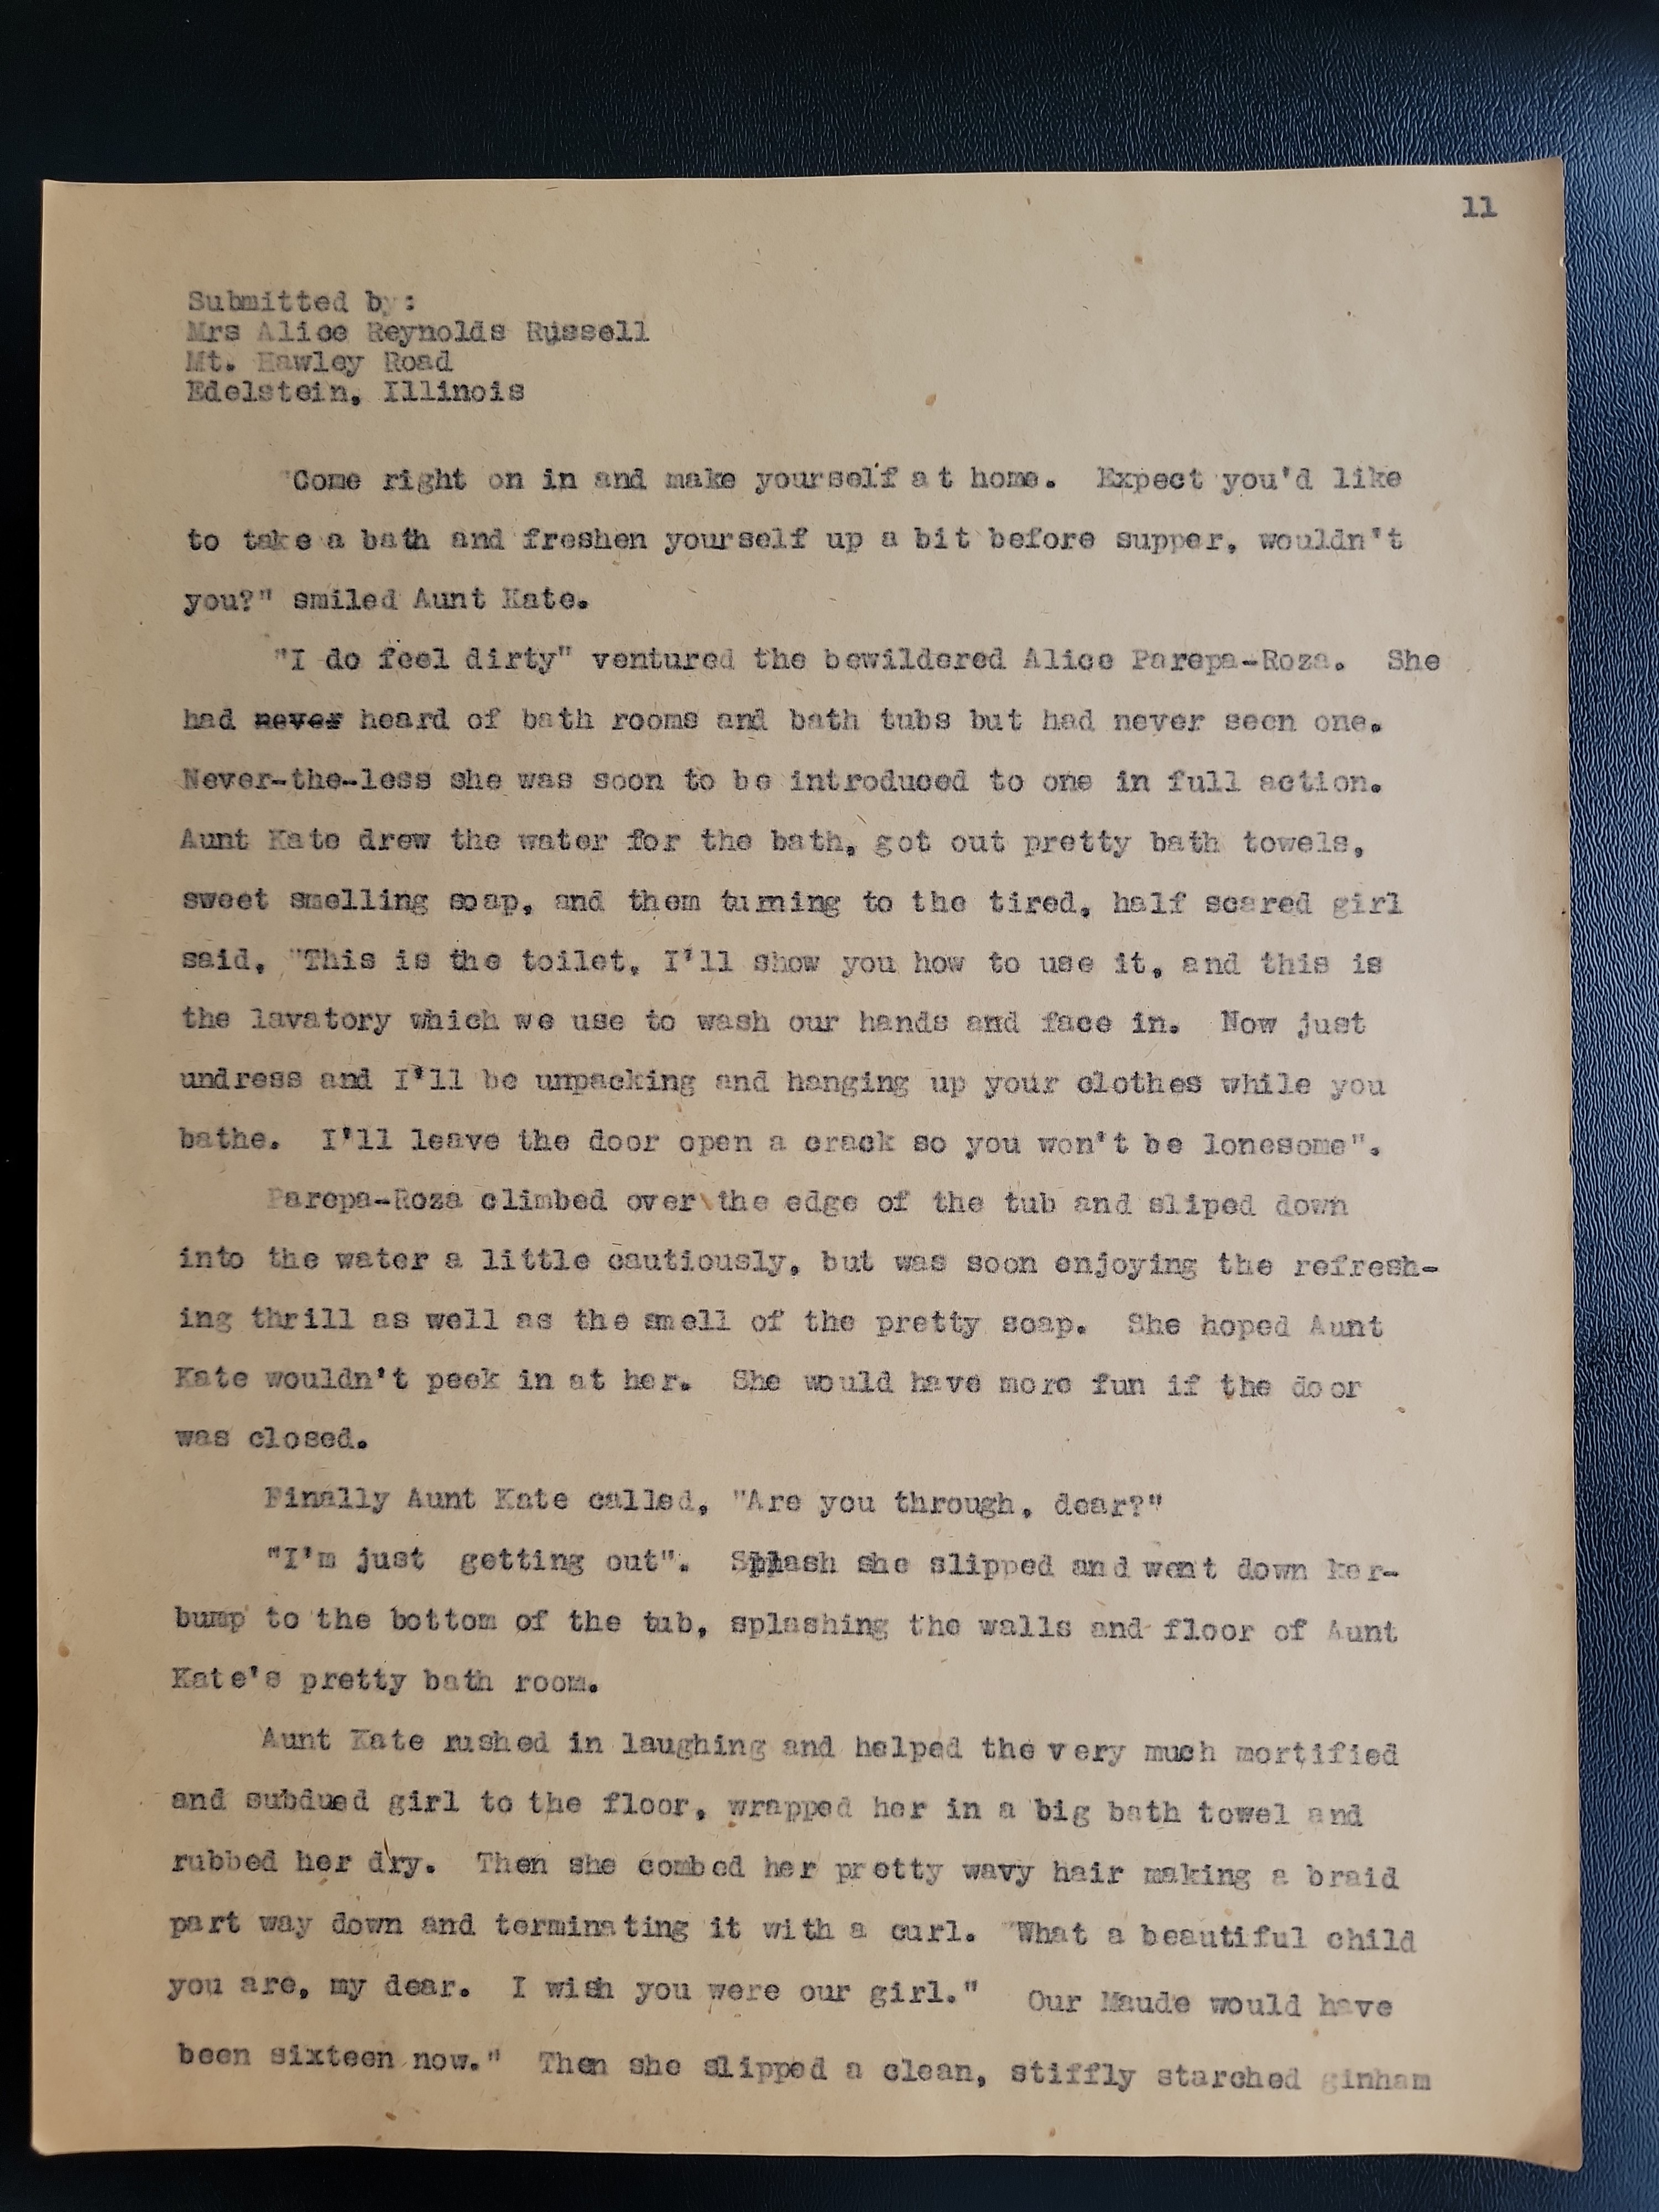 11
Submitted by:
Mrs Alice Reynolds Russell
Mt. Hawley Road
Edelstein, Illinois
"Come right on in and make yourself at home.  Expect you'd like
to take a bath and freshen yourself up a bit before supper, wouldn't
you?" smiled Aunt Kate.
"I do feel dirty" ventured the bewildered Alice Parepa-Roza.  She
had never heard of bath rooms and bath tubs but had never seen one.
Never-the-less she was soon to be introduced to one in full action.
Aunt Kate drew the water for the bath, got out pretty bath towels,
sweet smelling soap, and them turning to the tired, half scared girl
said, "This is the toilet, I'll show you how to use it, and this is
the lavatory which we use to wash our hands and face in.  Now just
undress and I'll be unpacking and hanging up your clothes while you
bathe.  I'll leave the door open a crack so you won't be lonesome".
Parepa-Roza climbed over the edge of the tub and sliped down
into the water a little cautiously, but was soon enjoying the refresh-
ing thrill as well as the smell of the pretty soap.  She hoped Aunt
Kate wouldn't peek in at her.  She would have more fun if the door
was closed.
Finally Aunt Kate called, "Are you through, dear?"
"I'm just getting out".  Splash she slipped and went down ker-
bump to the bottom of the tub, splashing the walls and floor of Aunt
Kate's pretty bath room.
Aunt Kate rushed in laughing and helped the very much mortified
and subdued girl to the floor, wrapped her in a big bath towel and
rubbed her dry.  Then she combed her pretty wavy hair making a braid
part way down and terminating it with a curl.  "What a beautiful child
you are, my dear.  I wish you were our girl."  Our Maude would have
been sixteen now."  Then she slipped a clean, stiffly starched ginham